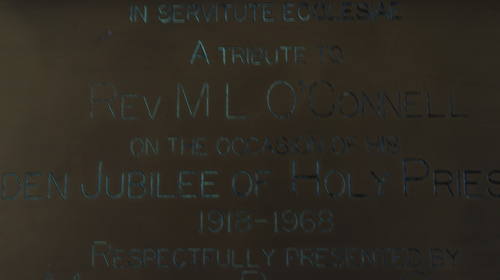 IN SERVITUTE ECCLESIAE
A TRIBUTE TO
REV M L O'CONNELL
ON THE OCCASION OF HIS
DEN JUBILEE OF HOLY PRIES
1918-1968
RESPECTFULLY PRESENTED BY